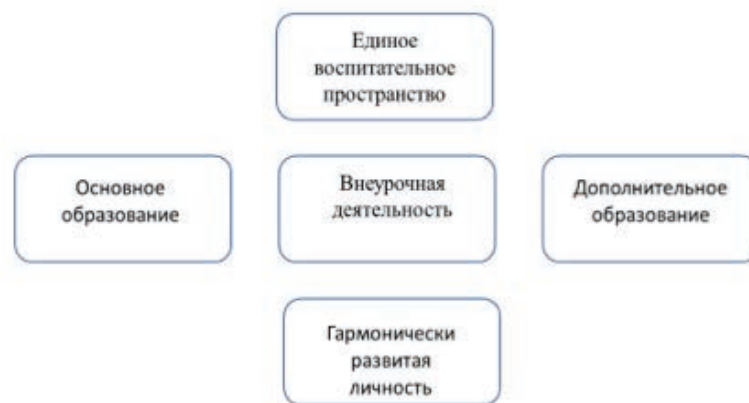 Единое
воспитательное
пространство
Основное
образование
Внеурочная
деятельность
Дополнительное
образование
Гармонически
развитая
личность